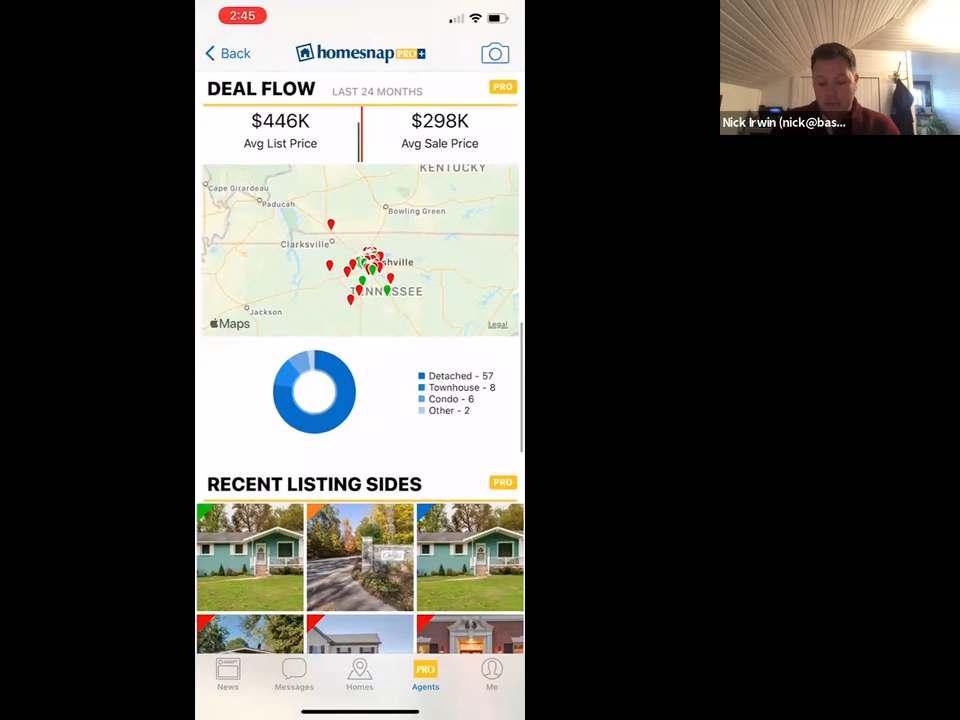 2:45
Back
homesnap PRO+
DEAL FLOW LAST 24 MONTHS PRO
$446K
Avg List Price
$298K
Avg Sale Price
KENTUCKY
Cape Girardeau
Paducah
Bowling Green
Clarksville
shville
TENNESSEE
Jackson
Maps
Legal
Detached - 57
Townhouse - 8
Condo - 6
Other - 2
RECENT LISTING SIDES PRO
News
Messages
Homes
PRO
Agents
Me
Nick Irwin (nick@bas...